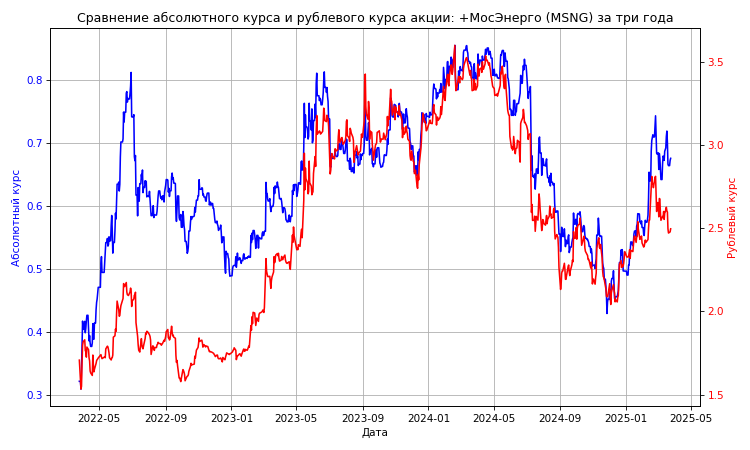 Сравнение абсолютного курса и рублевого курса акции: +МосЭнерго (MSNG) за три года
Абсолютный курс
0.8
0.7
0.6
0.5
0.4
0.3
3.5
3.0
2.5
2.0
1.5
Рублевый курс
2022-05 2022-09 2023-01 2023-05 2023-09 2024-01 2024-05 2024-09 2025-01 2025-05
Дата